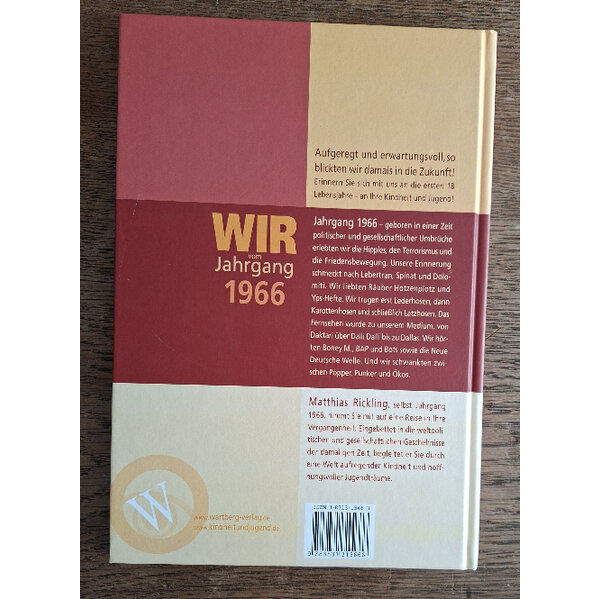 Aufgeregt und erwartungsvoll, so
blickten wir damals in die Zukunft!
Erinnern Sie sich mit uns an die ersten 18
Lebensjahre – an Ihre Kindheit und Jugend!
WIR
vom
Jahrgang
1966
Jahrgang 1966 – geboren in einer Zeit
politischer und gesellschaftlicher Umbrüche
erlebten wir die Hippies, den Terrorismus und
die Friedensbewegung. Unsere Erinnerung
schmeckt nach Lebertran, Spinat und Dolo-
miti. Wir liebten Räuber Hotzenplotz und
Yps-Hefte. Wir trugen erst Lederhosen, dann
Karottenhosen und schließlich Latzhosen. Das
Fernsehen wurde zu unserem Medium, von
Daktari über Dalli Dalli bis zu Dallas. Wir hör-
ten Boney M., BAP und Bots sowie die Neue
Deutsche Welle. Und wir schwankten zwi-
schen Popper, Punker und Ökos.
Matthias Rickling, selbst Jahrgang
1966, nimmt Sie mit auf eine Reise in Ihre
Vergangenheit. Eingebettet in die weltpoli-
tischen und gesellschaftlichen Geschehnisse
der damaligen Zeit, begleitet er Sie durch
eine Welt aufregender Kindheit und hoff-
nungsvoller Jugendträume.
W
www.wartberg-verlag.de
www.kindheitundjugend.de